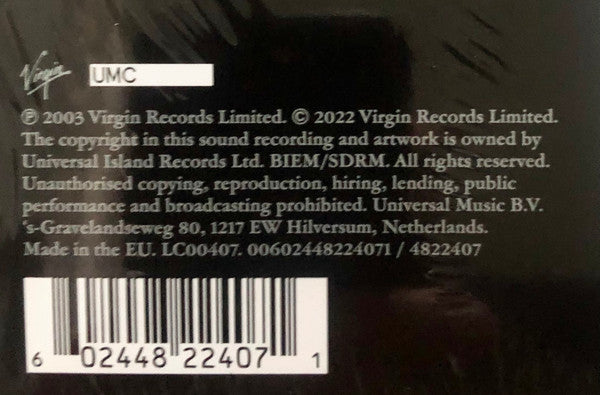 Virgin
UMC
℗ 2003 Virgin Records Limited. © 2022 Virgin Records Limited.
The copyright in this sound recording and artwork is owned by
Universal Island Records Ltd. BIEM/SDRM. All rights reserved.
Unauthorised copying, reproduction, hiring, lending, public
performance and broadcasting prohibited. Universal Music B.V.
's-Gravelandseweg 80, 1217 EW Hilversum, Netherlands.
Made in the EU. LC00407. 00602448224071 / 4822407
6 02448 22407 1